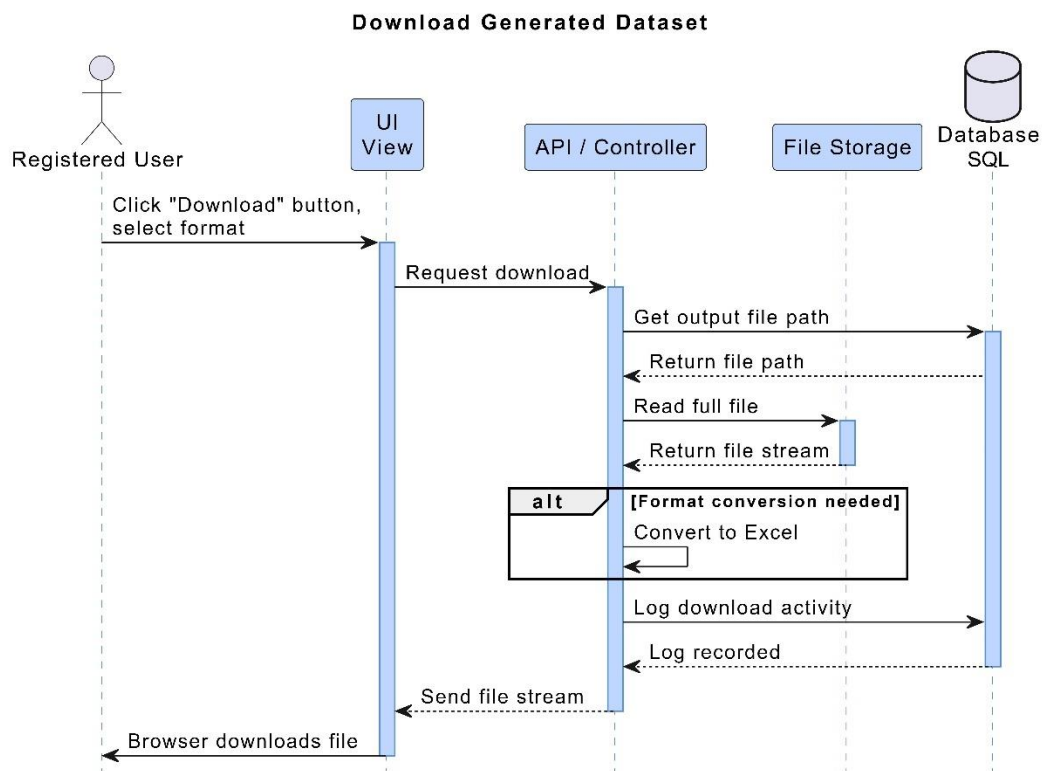 Download Generated Dataset
Registered User
UI
View
API / Controller
File Storage
Database
SQL
Click "Download" button,
select format
Request download
Get output file path
Return file path
Read full file
Return file stream
alt
[Format conversion needed]
Convert to Excel
Log download activity
Log recorded
Send file stream
Browser downloads file